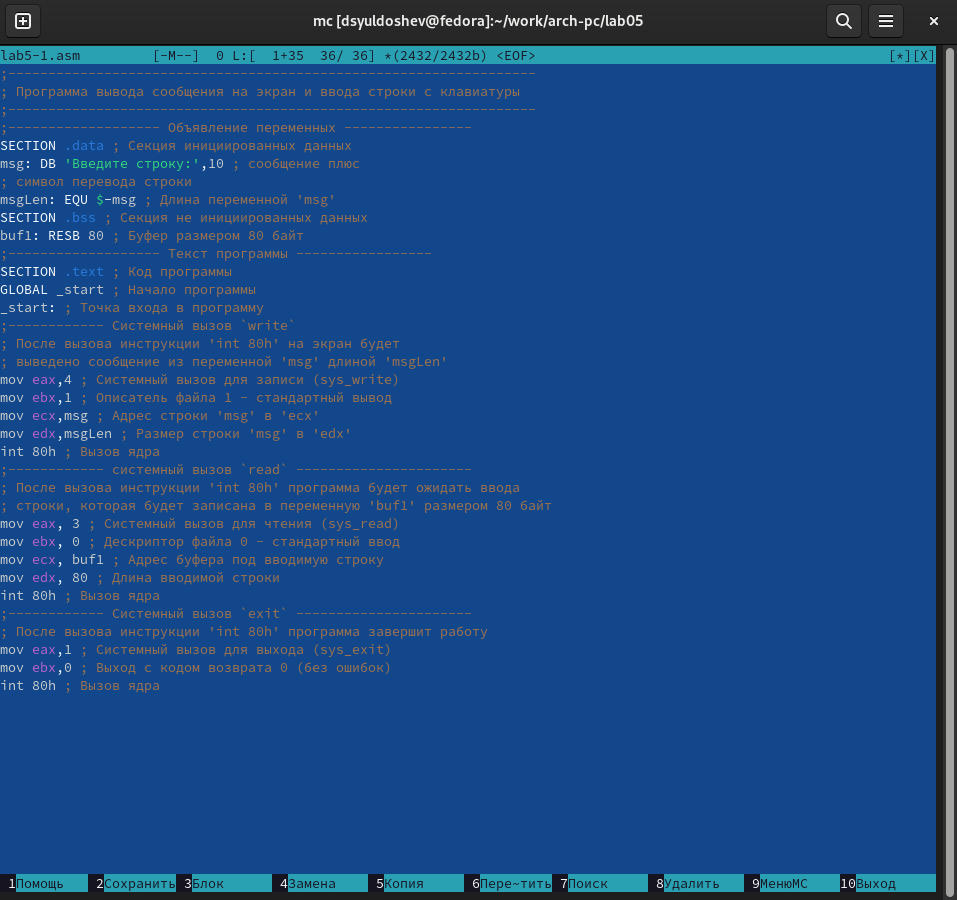 mc [dsyuldoshev@fedora]:~/work/arch-pc/lab05
lab5-1.asm [-M--] 0 L:[ 1+35 36/ 36] *(2432/2432b) <EOF> [*][X]
;------------------------------------------------------------------
; Программа вывода сообщения на экран и ввода строки с клавиатуры
;------------------------------------------------------------------
;------------------- Объявление переменных ----------------
SECTION .data ; Секция инициированных данных
msg: DB 'Введите строку:',10 ; сообщение плюс
; символ перевода строки
msgLen: EQU $-msg ; Длина переменной 'msg'
SECTION .bss ; Секция не инициированных данных
buf1: RESB 80 ; Буфер размером 80 байт
;------------------- Текст программы -----------------
SECTION .text ; Код программы
GLOBAL _start ; Начало программы
_start: ; Точка входа в программу
;------------ Системный вызов `write`
; После вызова инструкции 'int 80h' на экран будет
; выведено сообщение из переменной 'msg' длиной 'msgLen'
mov eax,4 ; Системный вызов для записи (sys_write)
mov ebx,1 ; Описатель файла 1 - стандартный вывод
mov ecx,msg ; Адрес строки 'msg' в 'ecx'
mov edx,msgLen ; Размер строки 'msg' в 'edx'
int 80h ; Вызов ядра
;------------ системный вызов `read` ----------------------
; После вызова инструкции 'int 80h' программа будет ожидать ввода
; строки, которая будет записана в переменную 'buf1' размером 80 байт
mov eax, 3 ; Системный вызов для чтения (sys_read)
mov ebx, 0 ; Дескриптор файла 0 - стандартный ввод
mov ecx, buf1 ; Адрес буфера под вводимую строку
mov edx, 80 ; Длина вводимой строки
int 80h ; Вызов ядра
;------------ Системный вызов `exit` ----------------------
; После вызова инструкции 'int 80h' программа завершит работу
mov eax,1 ; Системный вызов для выхода (sys_exit)
mov ebx,0 ; Выход с кодом возврата 0 (без ошибок)
int 80h ; Вызов ядра
1Помощь 2Сохранить 3Блок 4Замена 5Копия 6Пере~тить 7Поиск 8Удалить 9МенюМС 10Выход